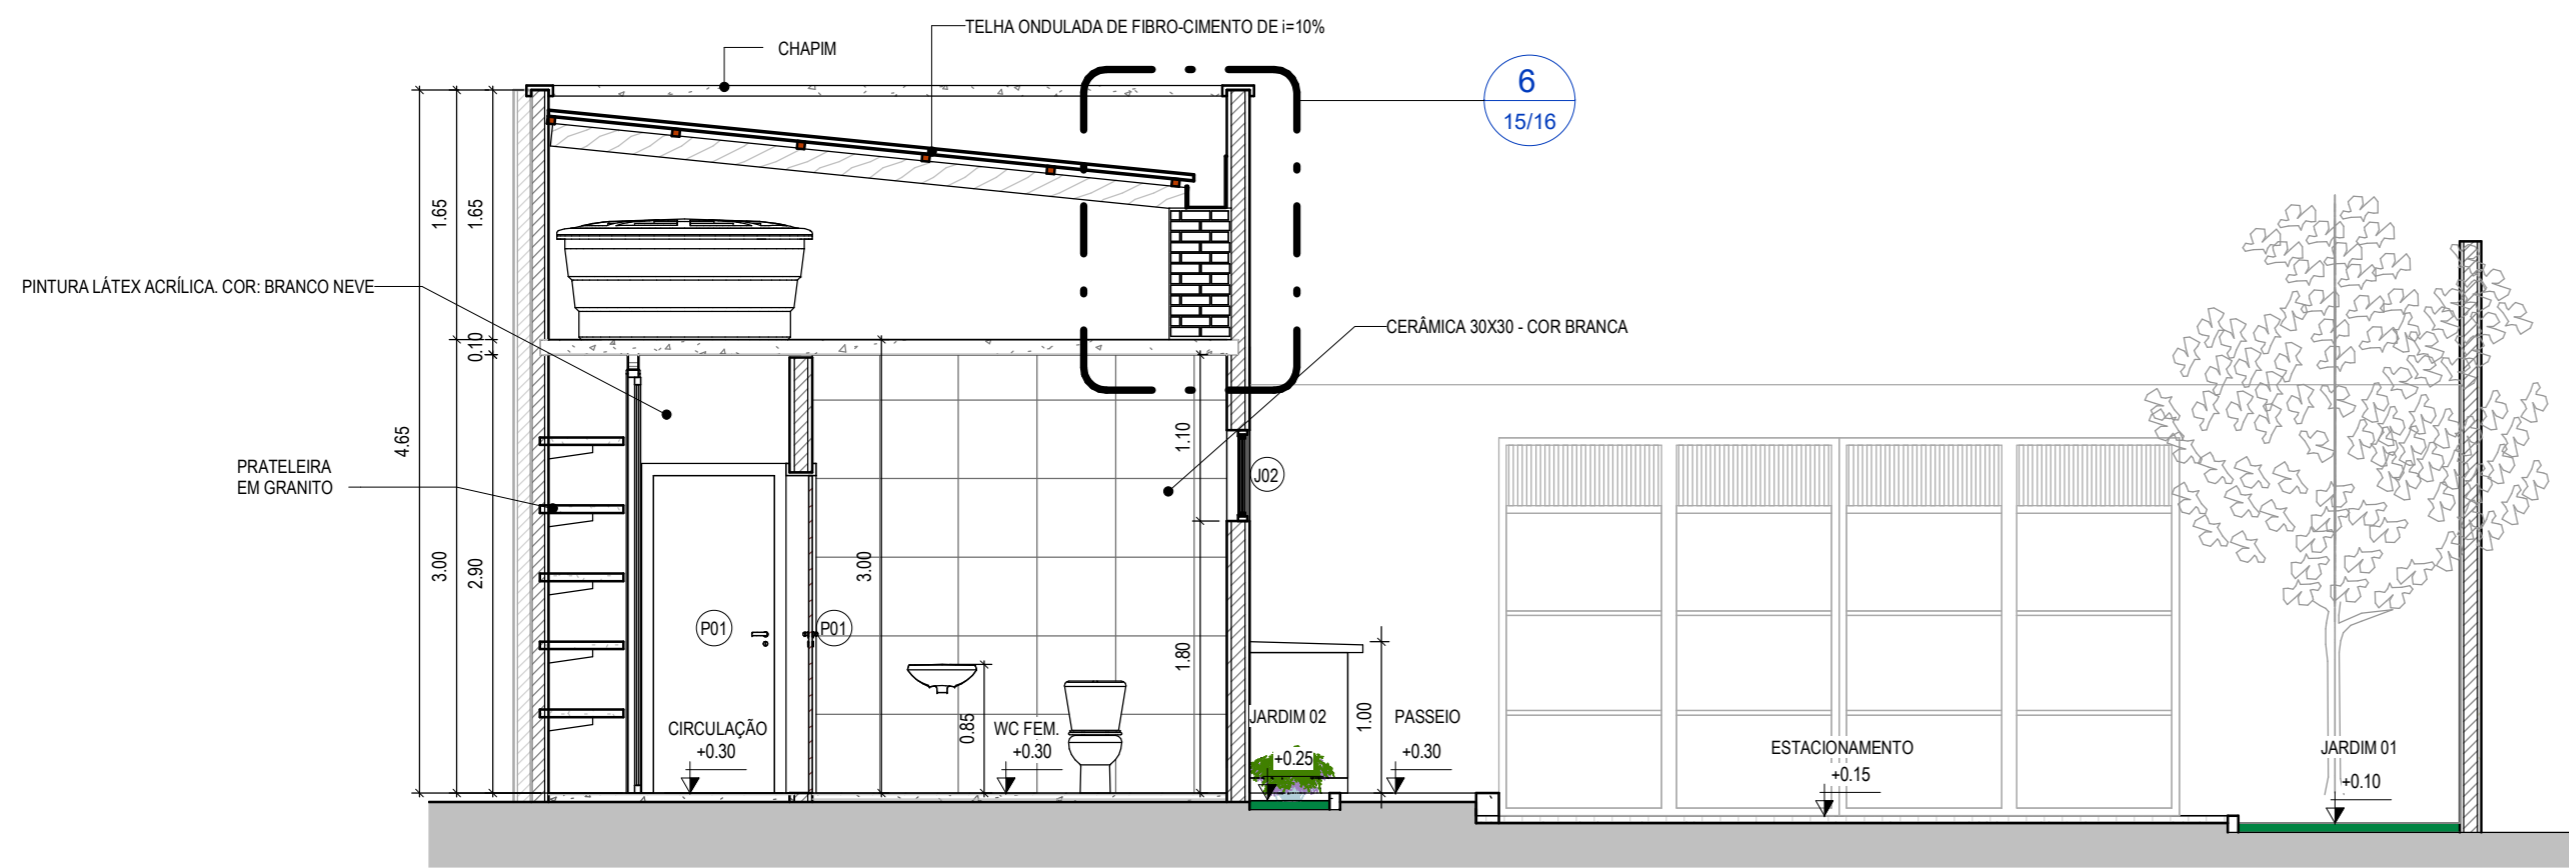 TELHA ONDULADA DE FIBRO-CIMENTO DE i=10%
CHAPIM
6
15/16
1.65
1.65
PINTURA LÁTEX ACRÍLICA. COR: BRANCO NEVE
CERÂMICA 30X30 - COR BRANCA
0.10
4.65
1.10
PRATELEIRA
EM GRANITO
J02
3.00
2.90
3.00
P01
P01
1.80
CIRCULAÇÃO
+0.30
0.85
WC FEM.
+0.30
JARDIM 02
+0.25
1.00
PASSEIO
+0.30
ESTACIONAMENTO
+0.15
JARDIM 01
+0.10